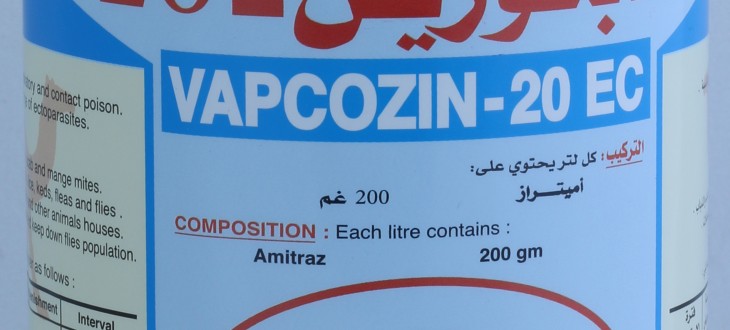 VAPCOZIN-20 EC
التركيب: كل لتر يحتوي على:
أميتراز
200 غم
COMPOSITION : Each litre contains :
Amitraz 200 gm
and contact poison.
of ectoparasites.
and mange mites.
keds, fleas and flies .
other animals houses.
keep down flies population.
as follows :
Interval
فترة